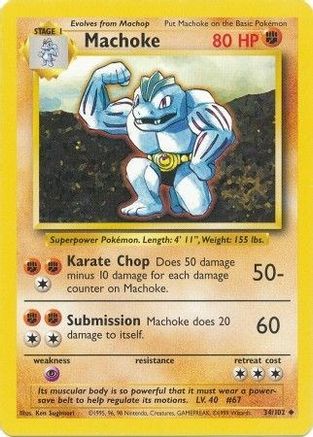 Evolves from Machop Put Machoke on the Basic Pokémon
STAGE 1
Machoke 80 HP
Superpower Pokémon. Length: 4' 11", Weight: 155 lbs.
Karate Chop Does 50 damage
minus 10 damage for each damage
counter on Machoke.
50-
Submission Machoke does 20
damage to itself.
60
weakness resistance retreat cost
Its muscular body is so powerful that it must wear a power-
save belt to help regulate its motions. LV. 40 #67
Illus. Ken Sugimori ©1995, 96, 98 Nintendo, Creatures, GAMEFREAK. ©1999 Wizards. 34/102